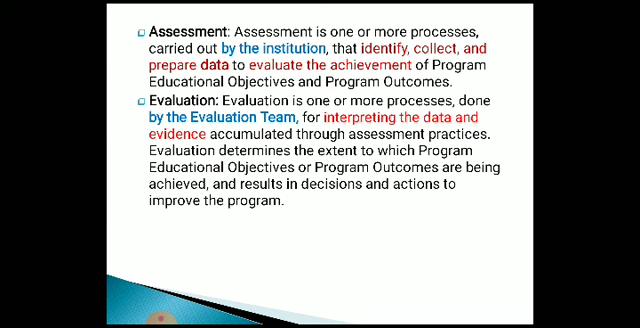 Assessment: Assessment is one or more processes,
carried out by the institution, that identify, collect, and
prepare data to evaluate the achievement of Program
Educational Objectives and Program Outcomes.
Evaluation: Evaluation is one or more processes, done
by the Evaluation Team, for interpreting the data and
evidence accumulated through assessment practices.
Evaluation determines the extent to which Program
Educational Objectives or Program Outcomes are being
achieved, and results in decisions and actions to
improve the program.